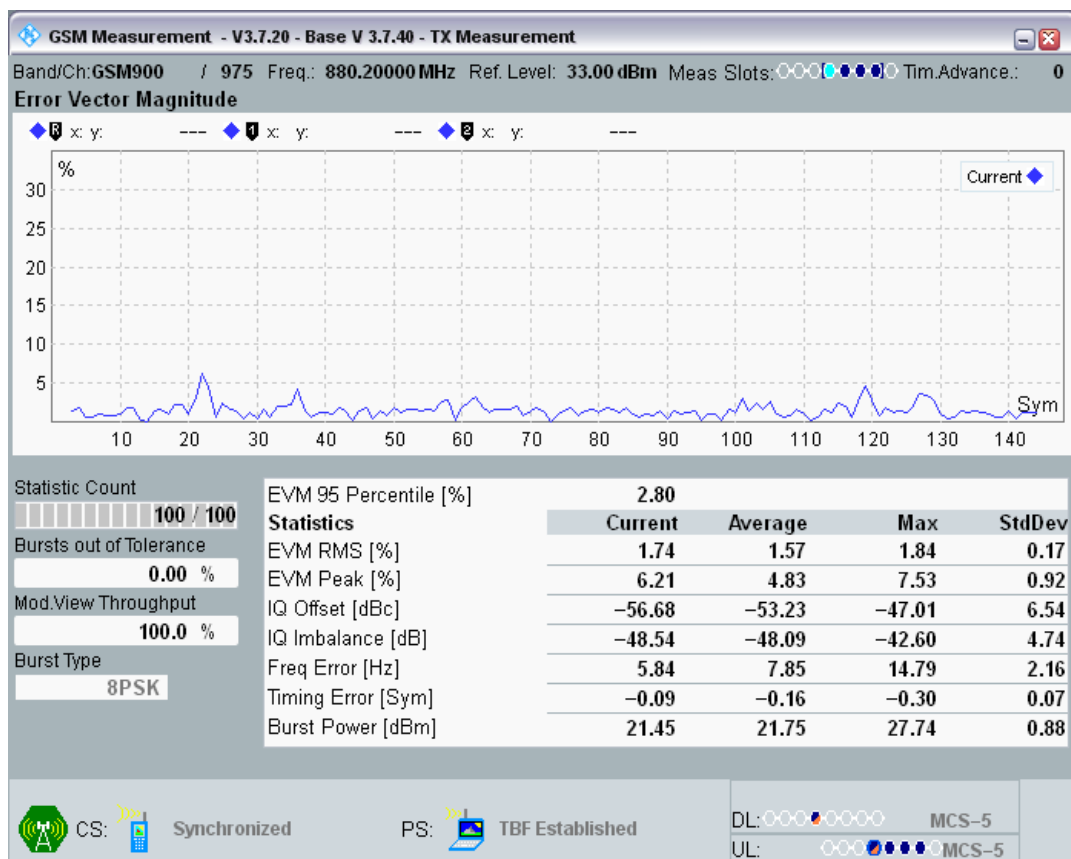 GSM Measurement - V3.7.20 - Base V 3.7.40 - TX Measurement
Band/Ch:GSM900 / 975 Freq.: 880.20000 MHz Ref. Level: 33.00 dBm Meas Slots: Tim.Advance.: 0
Error Vector Magnitude
R x: y: --- 1 x: y: --- 2 x: y: ---
%
Current
30
25
20
15
10
5
Sym
10 20 30 40 50 60 70 80 90 100 110 120 130 140
Statistic Count
100 / 100
Bursts out of Tolerance
0.00 %
Mod.View Throughput
100.0 %
Burst Type
8PSK
EVM 95 Percentile [%] 2.80
Statistics Current Average Max StdDev
EVM RMS [%] 1.74 1.57 1.84 0.17
EVM Peak [%] 6.21 4.83 7.53 0.92
IQ Offset [dBc] −56.68 −53.23 −47.01 6.54
IQ Imbalance [dB] −48.54 −48.09 −42.60 4.74
Freq Error [Hz] 5.84 7.85 14.79 2.16
Timing Error [Sym] −0.09 −0.16 −0.30 0.07
Burst Power [dBm] 21.45 21.75 27.74 0.88
CS: Synchronized PS: TBF Established
DL: MCS−5
UL: MCS−5